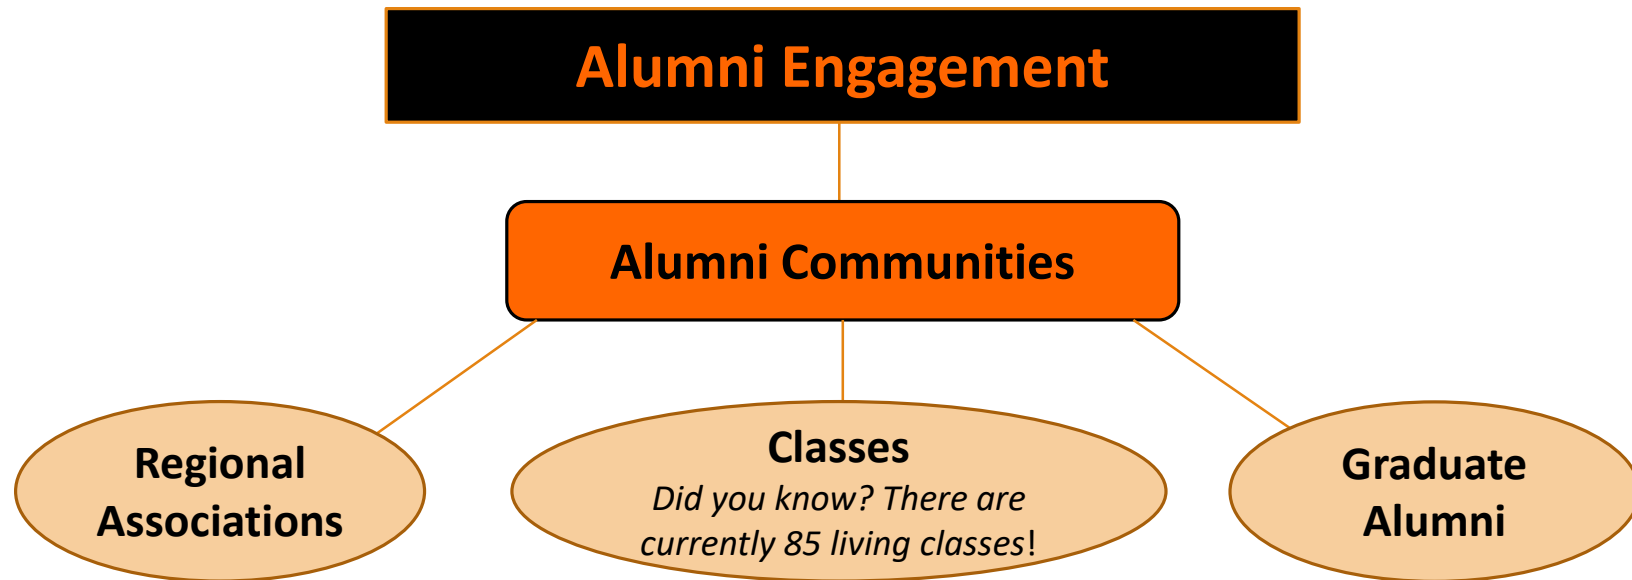 Alumni Engagement
Alumni Communities
Regional
Associations
Classes
Did you know? There are
currently 85 living classes!
Graduate
Alumni